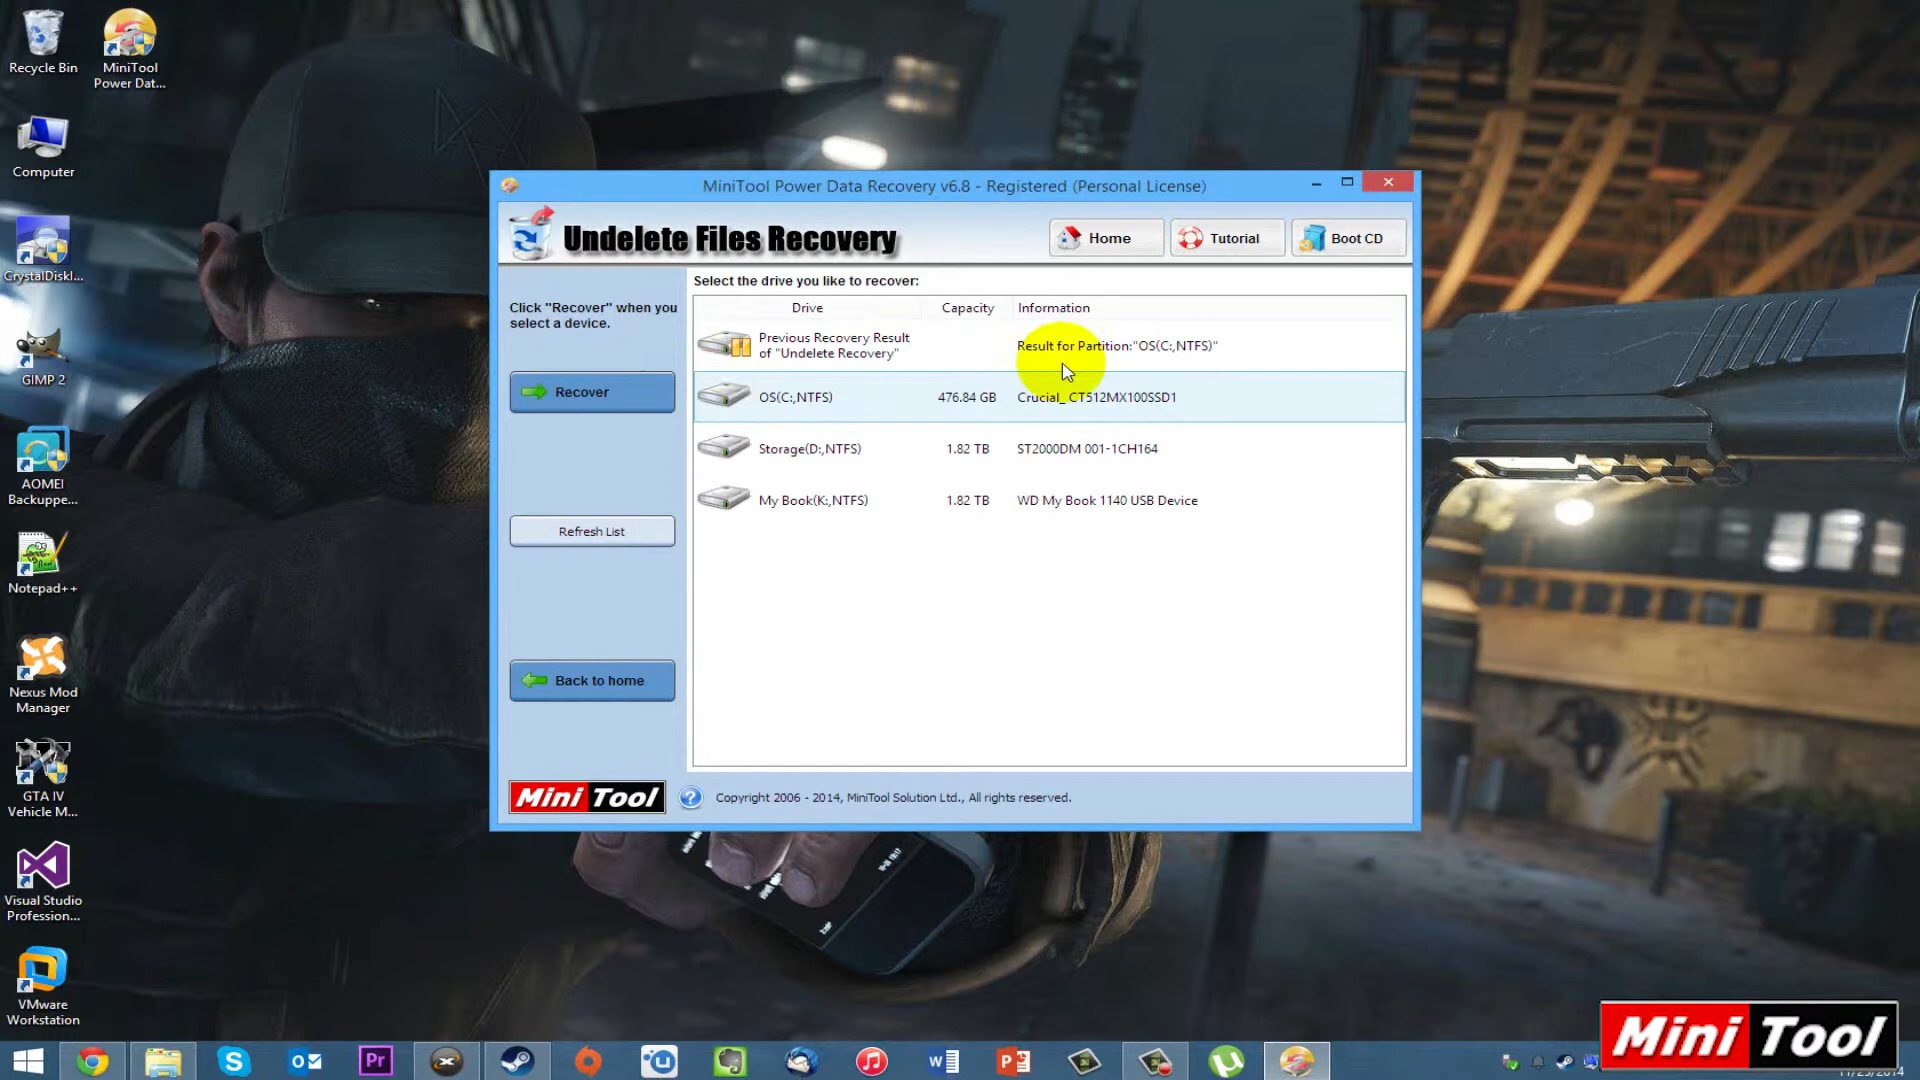 Recycle Bin
MiniTool
Power Dat...
Computer
CrystalDiskI...
GIMP 2
AOMEI
Backuppe...
Notepad++
Nexus Mod
Manager
GTA IV
Vehicle M...
Visual Studio
Profession...
VMware
Workstation
MiniTool Power Data Recovery v6.8 - Registered (Personal License)
Undelete Files Recovery
Home
Tutorial
Boot CD
Click "Recover" when you
select a device.
Recover
Refresh List
Back to home
Select the drive you like to recover:
Drive Capacity Information
Previous Recovery Result
of "Undelete Recovery"
Result for Partition:"OS(C:,NTFS)"
OS(C:,NTFS) 476.84 GB Crucial_ CT512MX100SSD1
Storage(D:,NTFS) 1.82 TB ST2000DM 001-1CH164
My Book(K:,NTFS) 1.82 TB WD My Book 1140 USB Device
Mini Tool
Copyright 2006 - 2014, MiniTool Solution Ltd., All rights reserved.
Pr
Mini Tool